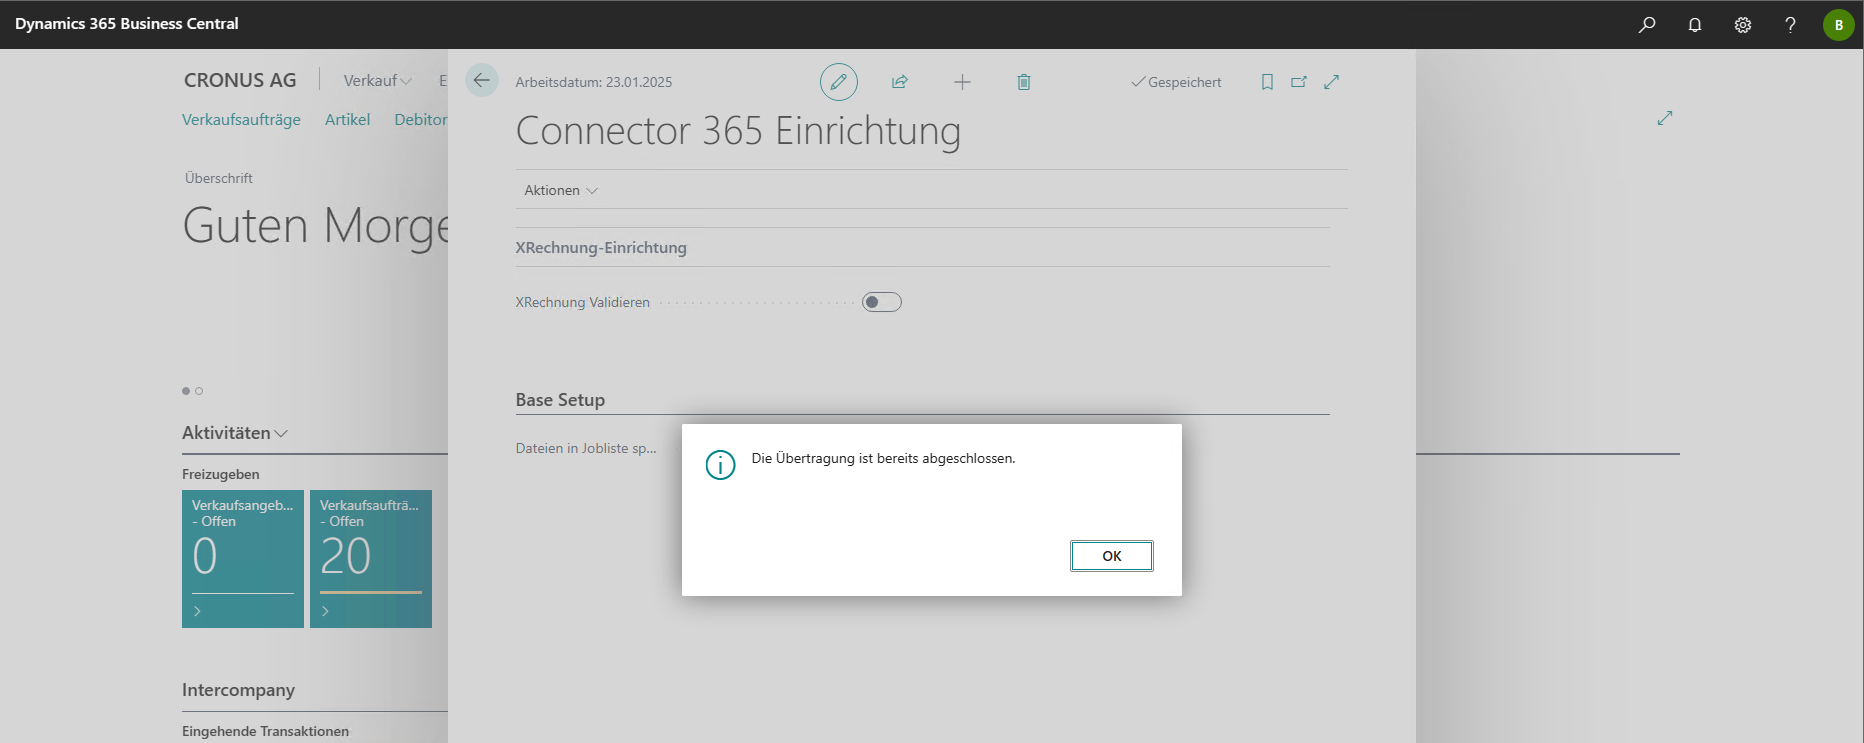 Dynamics 365 Business Central
B
CRONUS AG
Verkauf
E
Verkaufsaufträge
Artikel
Debitor
Überschrift
Guten Morge
Aktivitäten
Freizugeben
Verkaufsangeb...
- Offen
0
Verkaufsaufträ...
- Offen
20
Intercompany
Eingehende Transaktionen
Arbeitsdatum: 23.01.2025
Gespeichert
Connector 365 Einrichtung
Aktionen
XRechnung-Einrichtung
XRechnung Validieren
Base Setup
Dateien in Jobliste sp...
Die Übertragung ist bereits abgeschlossen.
OK